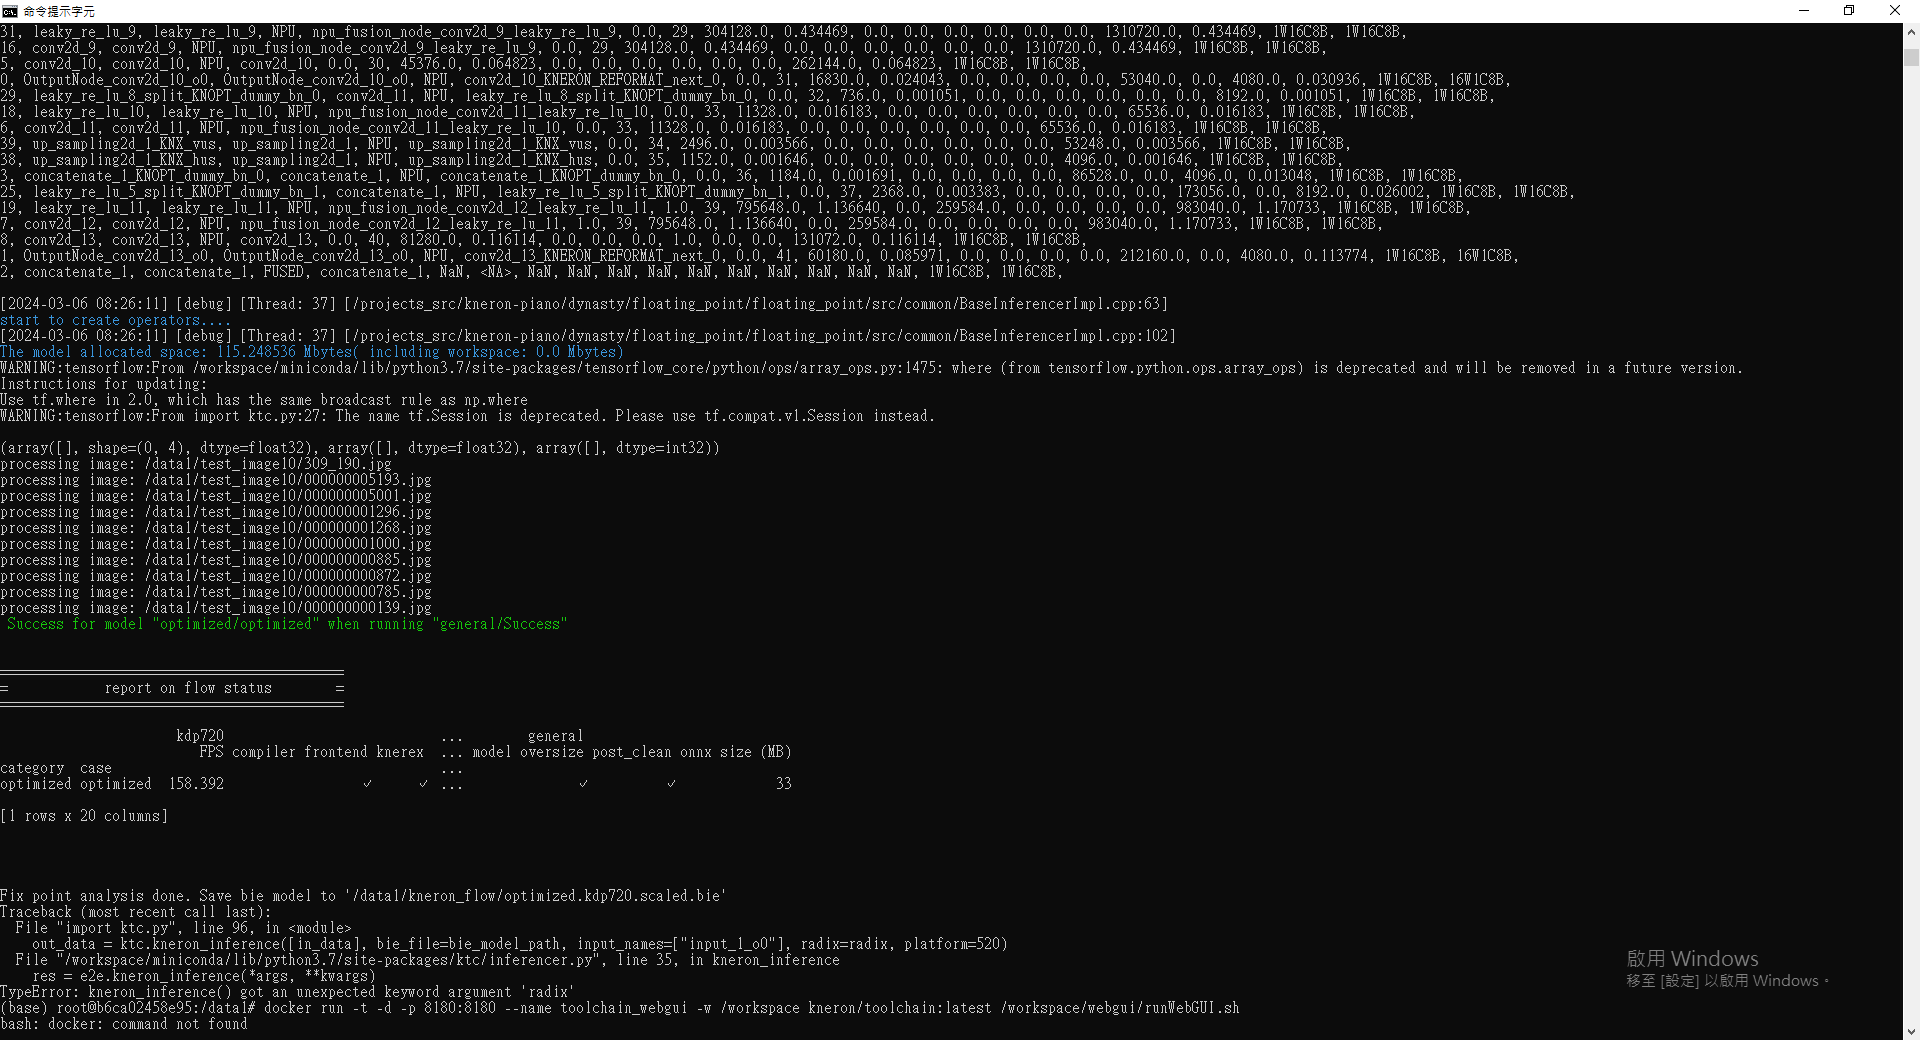 命令提示字元
31, leaky_re_lu_9, leaky_re_lu_9, NPU, npu_fusion_node_conv2d_9_leaky_re_lu_9, 0.0, 29, 304128.0, 0.434469, 0.0, 0.0, 0.0, 0.0, 0.0, 0.0, 1310720.0, 0.434469, 1W16C8B, 1W16C8B,
16, conv2d_9, conv2d_9, NPU, npu_fusion_node_conv2d_9_leaky_re_lu_9, 0.0, 29, 304128.0, 0.434469, 0.0, 0.0, 0.0, 0.0, 0.0, 0.0, 1310720.0, 0.434469, 1W16C8B, 1W16C8B,
5, conv2d_10, conv2d_10, NPU, conv2d_10, 0.0, 30, 45376.0, 0.064823, 0.0, 0.0, 0.0, 0.0, 0.0, 0.0, 262144.0, 0.064823, 1W16C8B, 1W16C8B,
0, OutputNode_conv2d_10_o0, OutputNode_conv2d_10_o0, NPU, conv2d_10_KNERON_REFORMAT_next_0, 0.0, 31, 16830.0, 0.024043, 0.0, 0.0, 0.0, 0.0, 0.0, 53040.0, 0.0, 4080.0, 0.030936, 1W16C8B, 16W1C8B,
29, leaky_re_lu_8_split_KNOPT_dummy_bn_0, conv2d_11, NPU, leaky_re_lu_8_split_KNOPT_dummy_bn_0, 0.0, 32, 736.0, 0.001051, 0.0, 0.0, 0.0, 0.0, 0.0, 0.0, 8192.0, 0.001051, 1W16C8B, 1W16C8B,
18, leaky_re_lu_10, leaky_re_lu_10, NPU, npu_fusion_node_conv2d_11_leaky_re_lu_10, 0.0, 33, 11328.0, 0.016183, 0.0, 0.0, 0.0, 0.0, 0.0, 0.0, 65536.0, 0.016183, 1W16C8B, 1W16C8B,
6, conv2d_11, conv2d_11, NPU, npu_fusion_node_conv2d_11_leaky_re_lu_10, 0.0, 33, 11328.0, 0.016183, 0.0, 0.0, 0.0, 0.0, 0.0, 0.0, 65536.0, 0.016183, 1W16C8B, 1W16C8B,
39, up_sampling2d_1_KNX_vus, up_sampling2d_1, NPU, up_sampling2d_1_KNX_vus, 0.0, 34, 2496.0, 0.003566, 0.0, 0.0, 0.0, 0.0, 0.0, 0.0, 53248.0, 0.003566, 1W16C8B, 1W16C8B,
38, up_sampling2d_1_KNX_hus, up_sampling2d_1, NPU, up_sampling2d_1_KNX_hus, 0.0, 35, 1152.0, 0.001646, 0.0, 0.0, 0.0, 0.0, 0.0, 0.0, 4096.0, 0.001646, 1W16C8B, 1W16C8B,
3, concatenate_1_KNOPT_dummy_bn_0, concatenate_1, NPU, concatenate_1_KNOPT_dummy_bn_0, 0.0, 36, 1184.0, 0.001691, 0.0, 0.0, 0.0, 0.0, 0.0, 86528.0, 0.0, 4096.0, 0.013048, 1W16C8B, 1W16C8B,
25, leaky_re_lu_5_split_KNOPT_dummy_bn_1, concatenate_1, NPU, leaky_re_lu_5_split_KNOPT_dummy_bn_1, 0.0, 37, 2368.0, 0.003383, 0.0, 0.0, 0.0, 0.0, 0.0, 173056.0, 0.0, 8192.0, 0.026002, 1W16C8B, 1W16C8B,
19, leaky_re_lu_11, leaky_re_lu_11, NPU, npu_fusion_node_conv2d_12_leaky_re_lu_11, 1.0, 39, 795648.0, 1.136640, 0.0, 259584.0, 0.0, 0.0, 0.0, 0.0, 983040.0, 1.170733, 1W16C8B, 1W16C8B,
7, conv2d_12, conv2d_12, NPU, npu_fusion_node_conv2d_12_leaky_re_lu_11, 1.0, 39, 795648.0, 1.136640, 0.0, 259584.0, 0.0, 0.0, 0.0, 0.0, 983040.0, 1.170733, 1W16C8B, 1W16C8B,
8, conv2d_13, conv2d_13, NPU, conv2d_13, 0.0, 40, 81280.0, 0.116114, 0.0, 0.0, 0.0, 1.0, 0.0, 0.0, 131072.0, 0.116114, 1W16C8B, 1W16C8B,
1, OutputNode_conv2d_13_o0, OutputNode_conv2d_13_o0, NPU, conv2d_13_KNERON_REFORMAT_next_0, 0.0, 41, 60180.0, 0.085971, 0.0, 0.0, 0.0, 0.0, 0.0, 212160.0, 0.0, 4080.0, 0.113774, 1W16C8B, 16W1C8B,
2, concatenate_1, concatenate_1, FUSED, concatenate_1, NaN, <NA>, NaN, NaN, NaN, NaN, NaN, NaN, NaN, NaN, NaN, NaN, 1W16C8B, 1W16C8B,
[2024-03-06 08:26:11] [debug] [Thread: 37] [/projects_src/kneron-piano/dynasty/floating_point/floating_point/src/common/BaseInferencerImpl.cpp:63]
start to create operators....
[2024-03-06 08:26:11] [debug] [Thread: 37] [/projects_src/kneron-piano/dynasty/floating_point/floating_point/src/common/BaseInferencerImpl.cpp:102]
The model allocated space: 115.248536 Mbytes( including workspace: 0.0 Mbytes)
WARNING:tensorflow:From /workspace/miniconda/lib/python3.7/site-packages/tensorflow_core/python/ops/array_ops.py:1475: where (from tensorflow.python.ops.array_ops) is deprecated and will be removed in a future version.
Instructions for updating:
Use tf.where in 2.0, which has the same broadcast rule as np.where
WARNING:tensorflow:From import ktc.py:27: The name tf.Session is deprecated. Please use tf.compat.v1.Session instead.
(array([], shape=(0, 4), dtype=float32), array([], dtype=float32), array([], dtype=int32))
processing image: /data1/test_image10/309_190.jpg
processing image: /data1/test_image10/000000005193.jpg
processing image: /data1/test_image10/000000005001.jpg
processing image: /data1/test_image10/000000001296.jpg
processing image: /data1/test_image10/000000001268.jpg
processing image: /data1/test_image10/000000001000.jpg
processing image: /data1/test_image10/000000000885.jpg
processing image: /data1/test_image10/000000000872.jpg
processing image: /data1/test_image10/000000000785.jpg
processing image: /data1/test_image10/000000000139.jpg
Success for model "optimized/optimized" when running "general/Success"
===========================================
= report on flow status =
===========================================
kdp720 ... general
FPS compiler frontend knerex ... model oversize post_clean onnx size (MB)
category case ...
optimized optimized 158.392 ✓ ✓ ... ✓ ✓ 33
[1 rows x 20 columns]
Fix point analysis done. Save bie model to '/data1/kneron_flow/optimized.kdp720.scaled.bie'
Traceback (most recent call last):
File "import ktc.py", line 96, in <module>
out_data = ktc.kneron_inference([in_data], bie_file=bie_model_path, input_names=["input_1_o0"], radix=radix, platform=520)
File "/workspace/miniconda/lib/python3.7/site-packages/ktc/inferencer.py", line 35, in kneron_inference
res = e2e.kneron_inference(*args, **kwargs)
TypeError: kneron_inference() got an unexpected keyword argument 'radix'
(base) root@b6ca02458e95:/data1# docker run -t -d -p 8180:8180 --name toolchain_webgui -w /workspace kneron/toolchain:latest /workspace/webgui/runWebGUI.sh
bash: docker: command not found
啟用 Windows
移至 [設定] 以啟用 Windows。